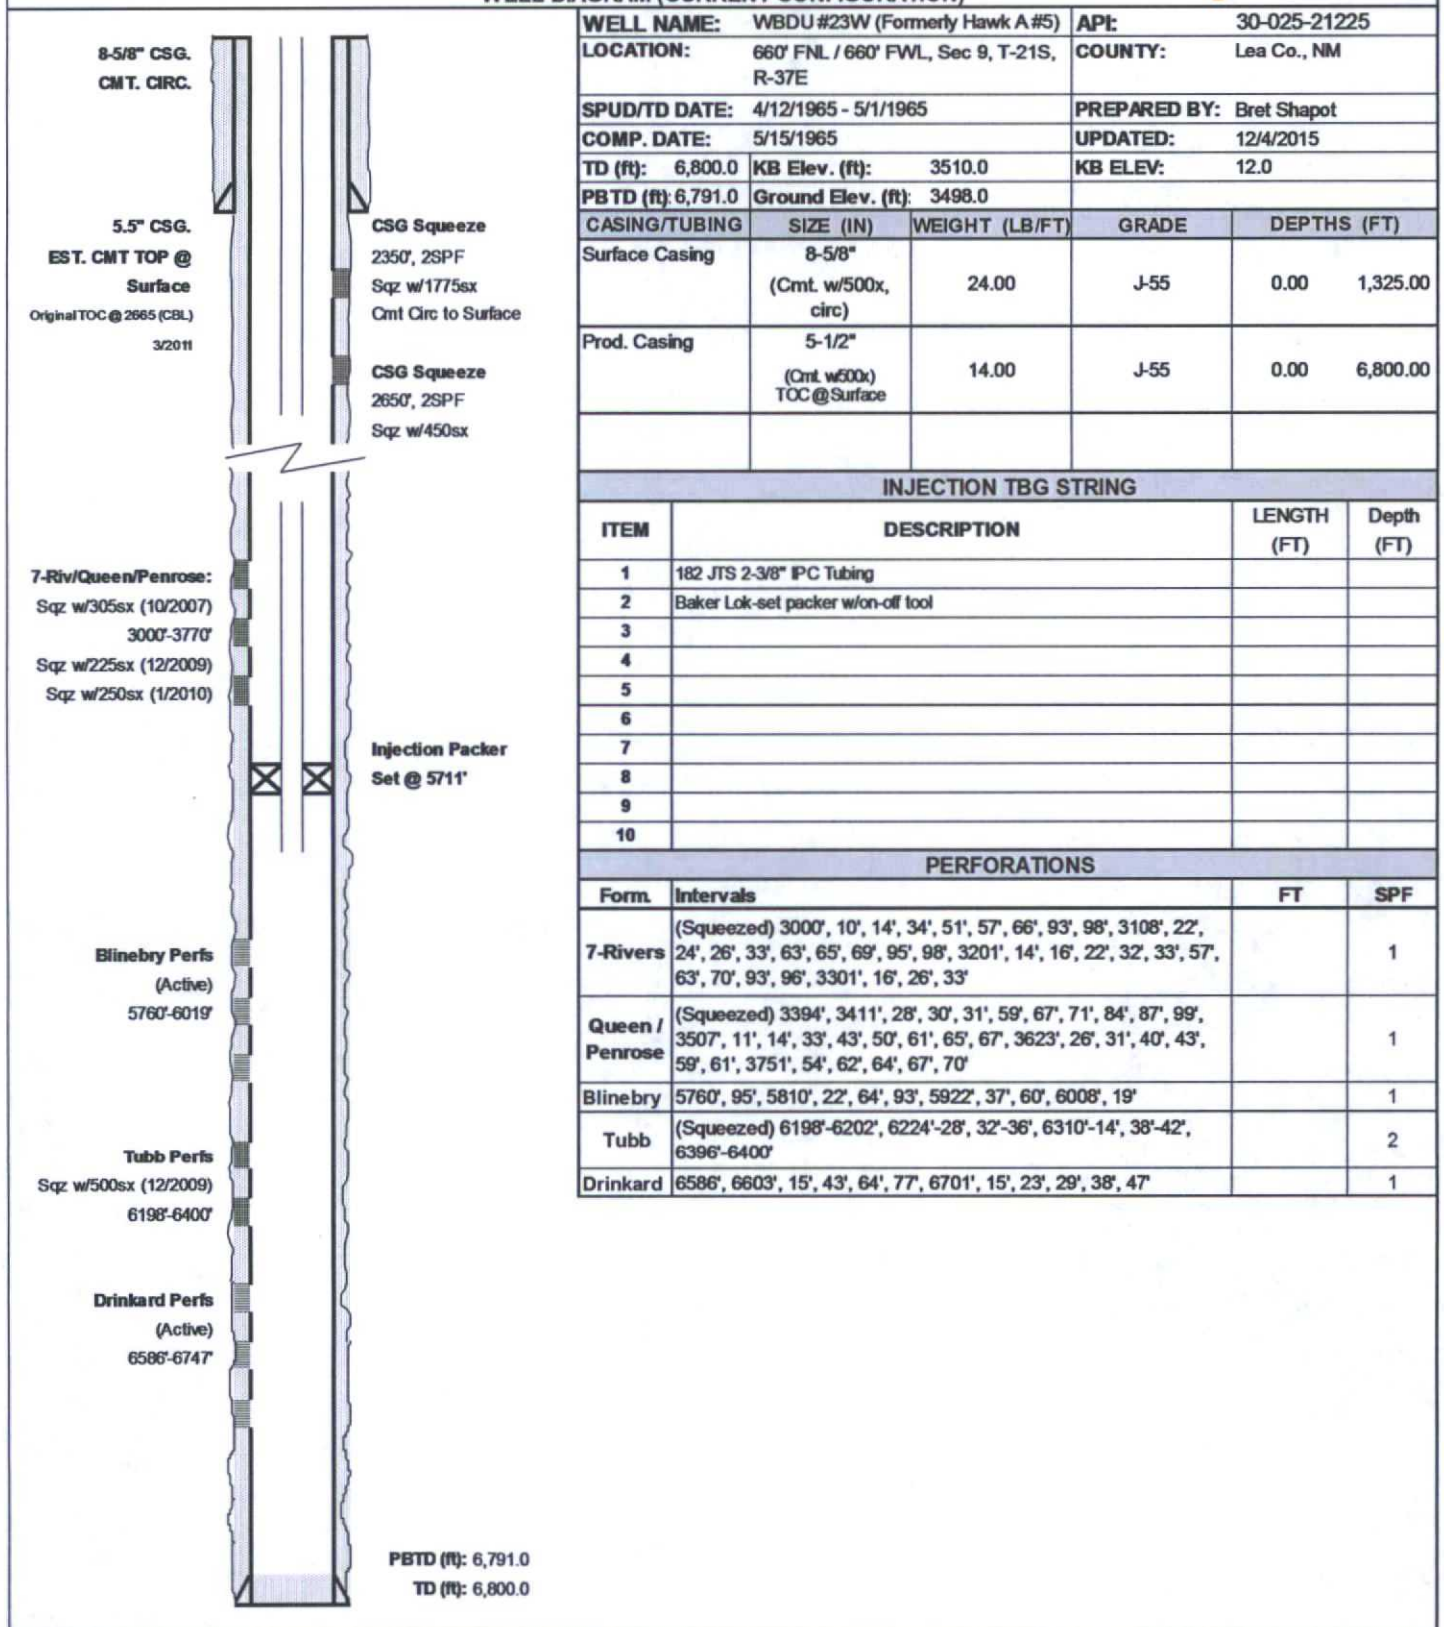 WELL DIAGRAM (CURRENT CONFIGURATION)
WELL NAME: WBDU #23W (Formerly Hawk A #5) API: 30-025-21225
LOCATION: 660' FNL / 660' FWL, Sec 9, T-21S, R-37E COUNTY: Lea Co., NM
SPUD/TD DATE: 4/12/1965 - 5/1/1965 PREPARED BY: Bret Shapot
COMP. DATE: 5/15/1965 UPDATED: 12/4/2015
TD (ft): 6,800.0 KB Elev. (ft): 3510.0 KB ELEV: 12.0
PBTD (ft): 6,791.0 Ground Elev. (ft): 3498.0
CASING/TUBING SIZE (IN) WEIGHT (LB/FT) GRADE DEPTHS (FT)
Surface Casing 8-5/8"
(Cmt. w/500x, 24.00 J-55 0.00 1,325.00
circ)
Prod. Casing 5-1/2"
(Cmt. w/500x) 14.00 J-55 0.00 6,800.00
TOC @ Surface
INJECTION TBG STRING
ITEM DESCRIPTION LENGTH (FT) Depth (FT)
1 182 JTS 2-3/8" IPC Tubing
2 Baker Lok-set packer w/on-off tool
3
4
5
6
7
8
9
10
PERFORATIONS
Form. Intervals FT SPF
7-Rivers (Squeezed) 3000', 10', 14', 34', 51', 57', 66', 93', 98', 3108', 22',
24', 26', 33', 63', 65', 69', 95', 98', 3201', 14', 16', 22', 32', 33', 57', 1
63', 70', 93', 96', 3301', 16', 26', 33'
Queen / Penrose (Squeezed) 3394', 3411', 28', 30', 31', 59', 67', 71', 84', 87', 99',
3507', 11', 14', 33', 43', 50', 61', 65', 67', 3623', 26', 31', 40', 43', 1
59', 61', 3751', 54', 62', 64', 67', 70'
Blinebry 5760', 95', 5810', 22', 64', 93', 5922', 37', 60', 6008', 19' 1
Tubb (Squeezed) 6198'-6202', 6224'-28', 32'-36', 6310'-14', 38'-42', 2
6396'-6400'
Drinkard 6586', 6603', 15', 43', 64', 77', 6701', 15', 23', 29', 38', 47' 1
8-5/8" CSG.
CMT. CIRC.
5.5" CSG.
EST. CMT TOP @
Surface
Original TOC @ 2665 (CBL)
3/2011
CSG Squeeze
2350', 2SPF
Sqz w/1775sx
Cmt Circ to Surface
CSG Squeeze
2650', 2SPF
Sqz w/450sx
7-Riv/Queen/Penrose:
Sqz w/305sx (10/2007)
3000'-3770'
Sqz w/225sx (12/2009)
Sqz w/250sx (1/2010)
Injection Packer
Set @ 5711'
Blinebry Perfs
(Active)
5760'-6019'
Tubb Perfs
Sqz w/500sx (12/2009)
6198'-6400'
Drinkard Perfs
(Active)
6586'-6747'
PBTD (ft): 6,791.0
TD (ft): 6,800.0